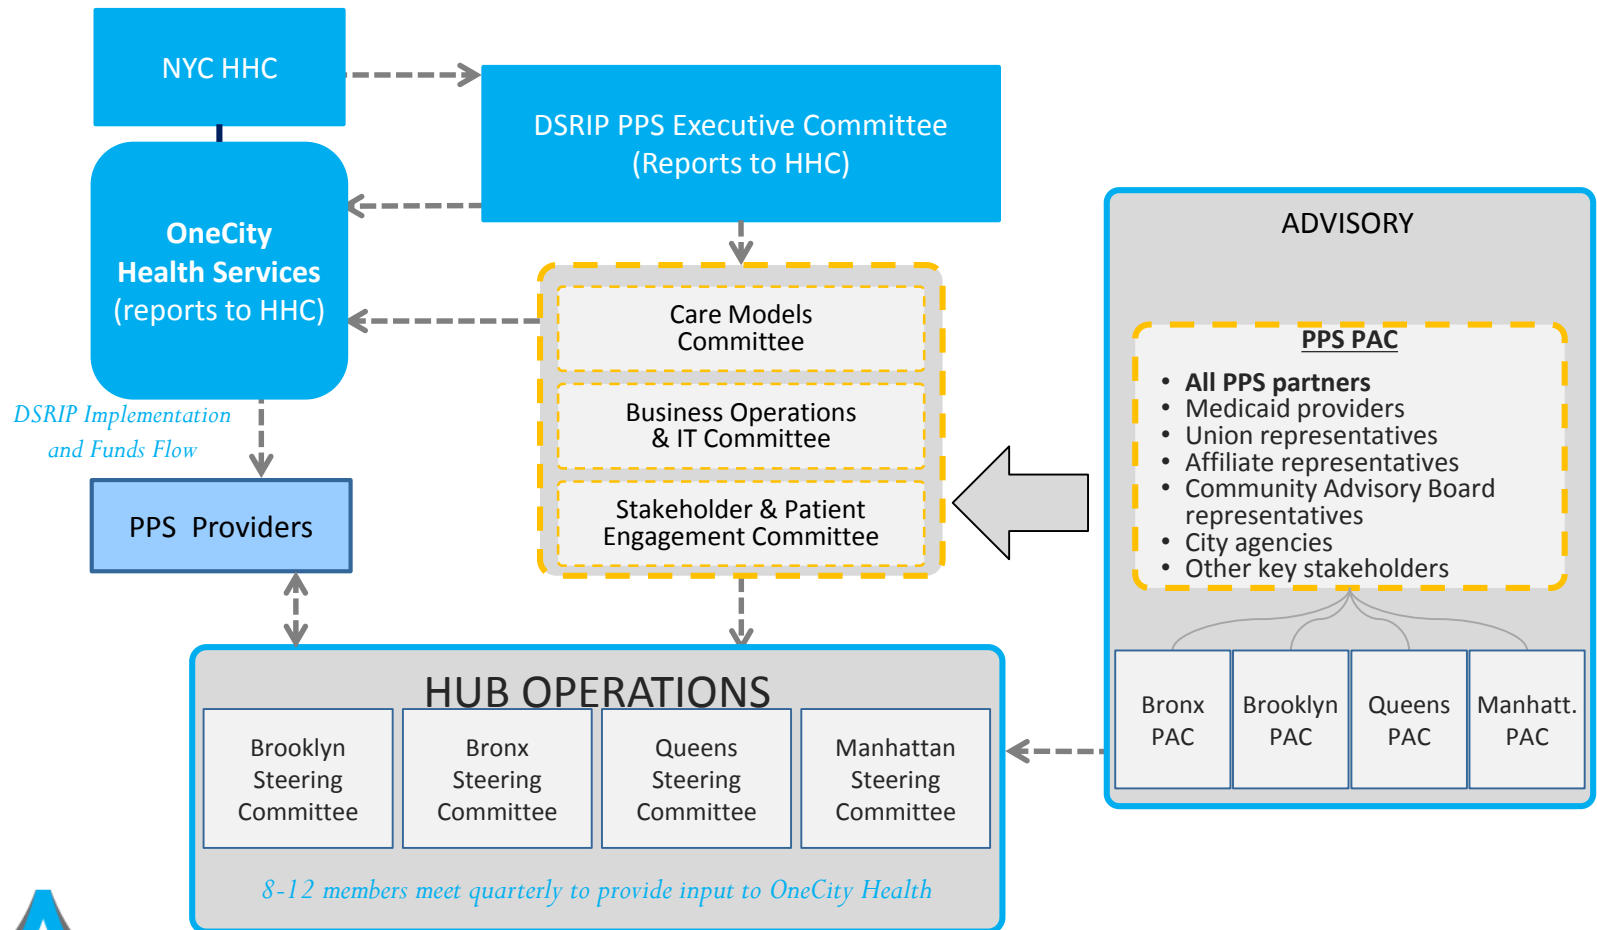 NYC HHC
DSRIP PPS Executive Committee
(Reports to HHC)
OneCity
Health Services
(reports to HHC)
DSRIP Implementation
and Funds Flow
PPS Providers
Care Models
Committee
Business Operations
& IT Committee
Stakeholder & Patient
Engagement Committee
ADVISORY
PPS PAC
• All PPS partners
• Medicaid providers
• Union representatives
• Affiliate representatives
• Community Advisory Board
representatives
• City agencies
• Other key stakeholders
Bronx
PAC
Brooklyn
PAC
Queens
PAC
Manhatt.
PAC
HUB OPERATIONS
Brooklyn
Steering
Committee
Bronx
Steering
Committee
Queens
Steering
Committee
Manhattan
Steering
Committee
8-12 members meet quarterly to provide input to OneCity Health